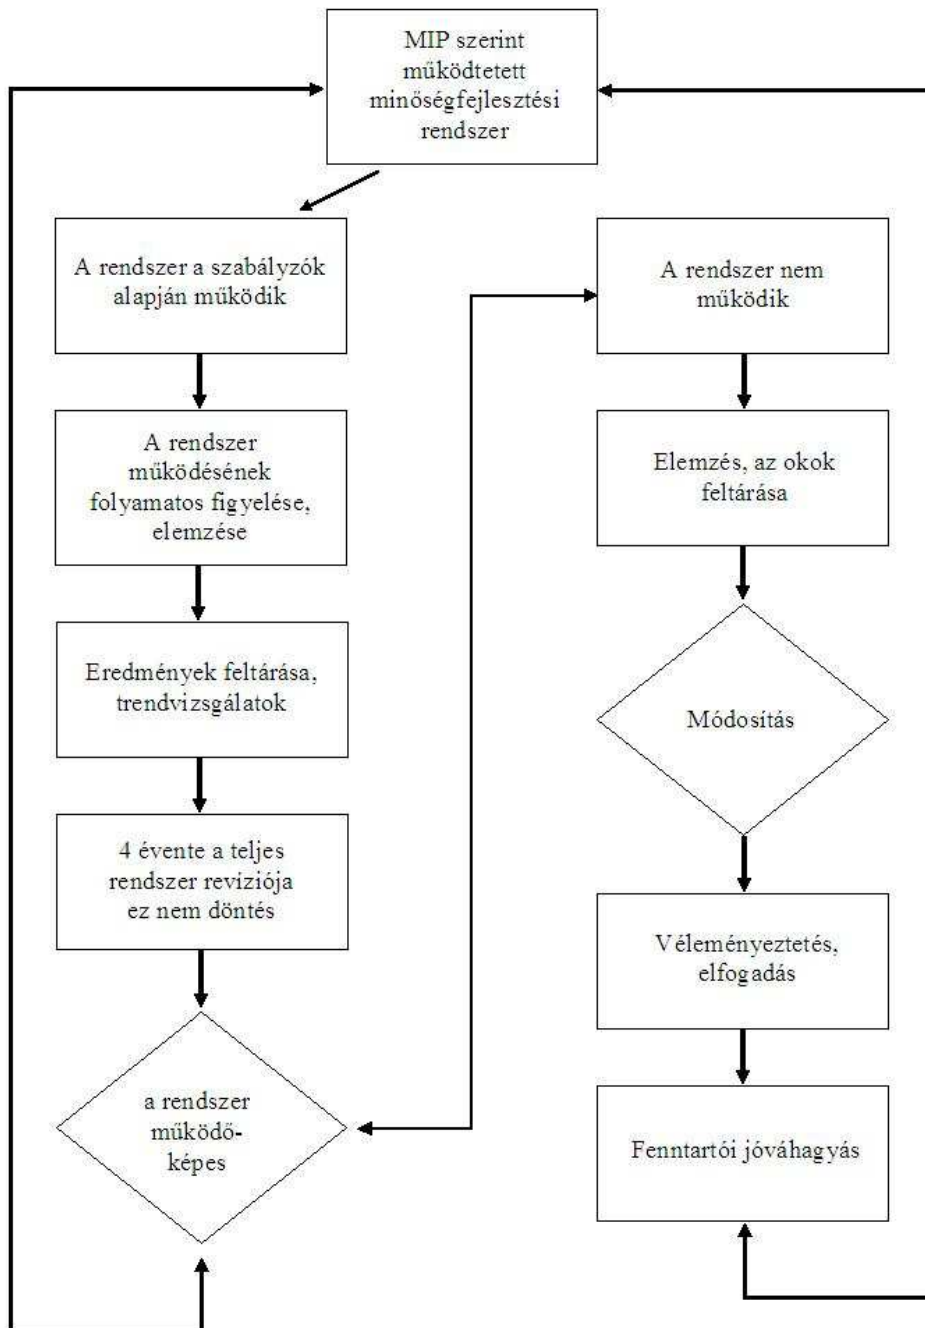 MIP szerint
működtetett
minőségfejlesztési
rendszer
A rendszer a szabályzók
alapján működik
A rendszer
működésének
folyamatos figyelése,
elemzése
Eredmények feltárása,
trendvizsgálatok
4 évente a teljes
rendszer revíziója
ez nem döntés
a rendszer
működő-
képes
A rendszer nem
működik
Elemzés, az okok
feltárása
Módosítás
Véleményeztetés,
elfogadás
Fenntartói jóváhagyás